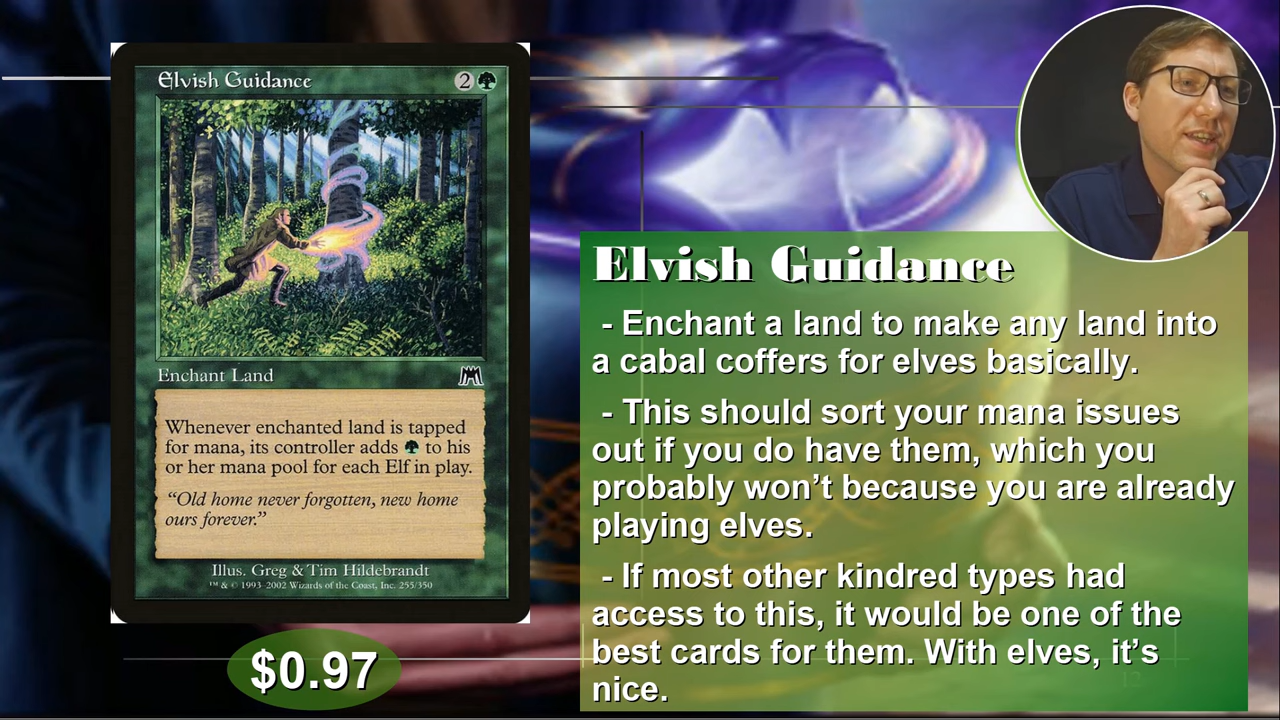 Elvish Guidance
2
Enchant Land
Whenever enchanted land is tapped
for mana, its controller adds to his
or her mana pool for each Elf in play.
“Old home never forgotten, new home
ours forever.”
Illus. Greg & Tim Hildebrandt
™ & © 1993-2002 Wizards of the Coast, Inc. 255/350
$0.97
Elvish Guidance
- Enchant a land to make any land into
a cabal coffers for elves basically.
- This should sort your mana issues
out if you do have them, which you
probably won’t because you are already
playing elves.
- If most other kindred types had
access to this, it would be one of the
best cards for them. With elves, it’s
nice.